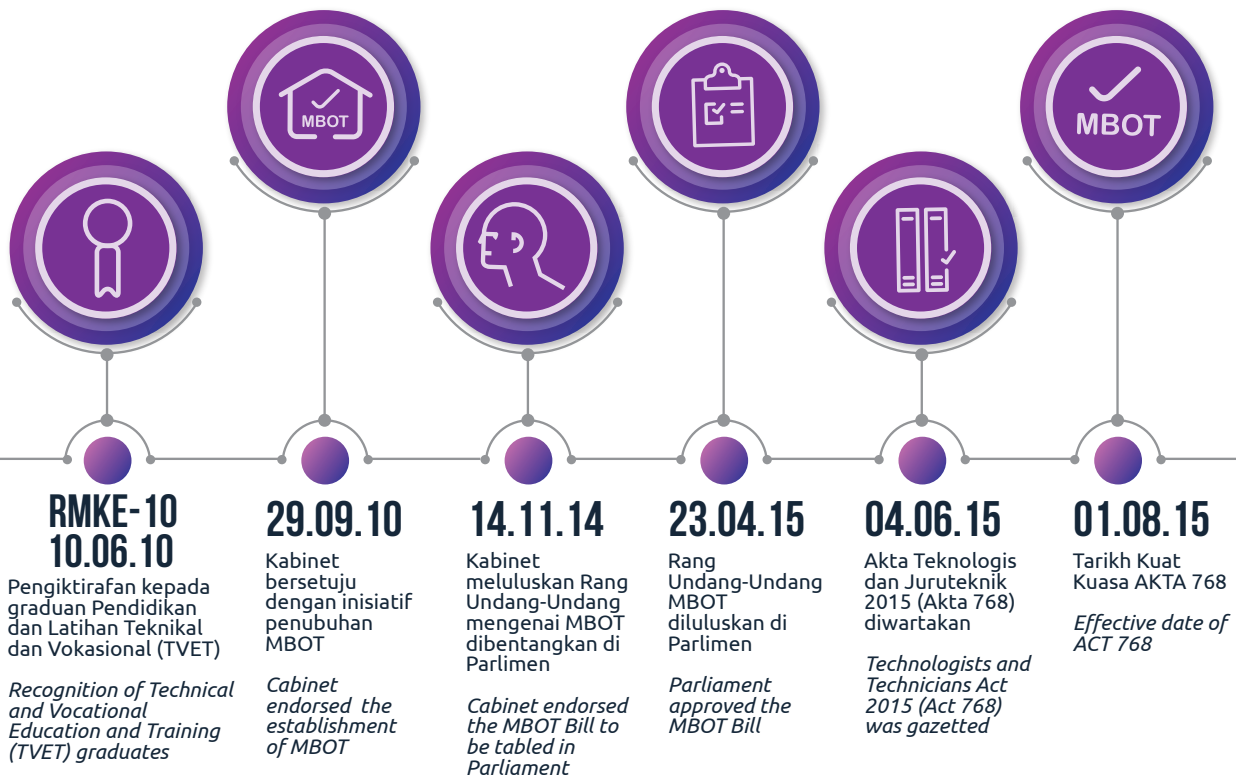 MBOT
MBOT
RMKE-10
10.06.10
Pengiktirafan kepada
graduan Pendidikan
dan Latihan Teknikal
dan Vokasional (TVET)
Recognition of Technical
and Vocational
Education and Training
(TVET) graduates
29.09.10
Kabinet
bersetuju
dengan inisiatif
penubuhan
MBOT
Cabinet
endorsed the
establishment
of MBOT
14.11.14
Kabinet
meluluskan Rang
Undang-Undang
mengenai MBOT
dibentangkan di
Parlimen
Cabinet endorsed
the MBOT Bill to
be tabled in
Parliament
23.04.15
Rang
Undang-Undang
MBOT
diluluskan di
Parlimen
Parliament
approved the
MBOT Bill
04.06.15
Akta Teknologis
dan Juruteknik
2015 (Akta 768)
diwartakan
Technologists and
Technicians Act
2015 (Act 768)
was gazetted
01.08.15
Tarikh Kuat
Kuasa AKTA 768
Effective date of
ACT 768